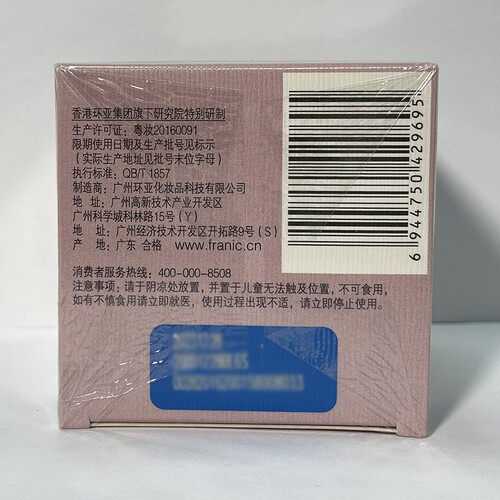 香港环亚集团旗下研究院特别研制
生产许可证：粤妆20160091
限期使用日期及生产批号见标示
（实际生产地址见批号末位字母）
执行标准：QB/T 1857
制造商：广州环亚化妆品科技有限公司
地 址：广州高新技术产业开发区
广州科学城科林路15号（Y）
广州经济技术开发区开拓路9号（S）
产 地：广东 合格 www.franic.cn
消费者服务热线：400-000-8508
注意事项：请于阴凉处放置，并置于儿童无法触及位置，不可食用，
如有不慎食用请立即就医，使用过程出现不适，请立即停止使用。
6 944750 429695